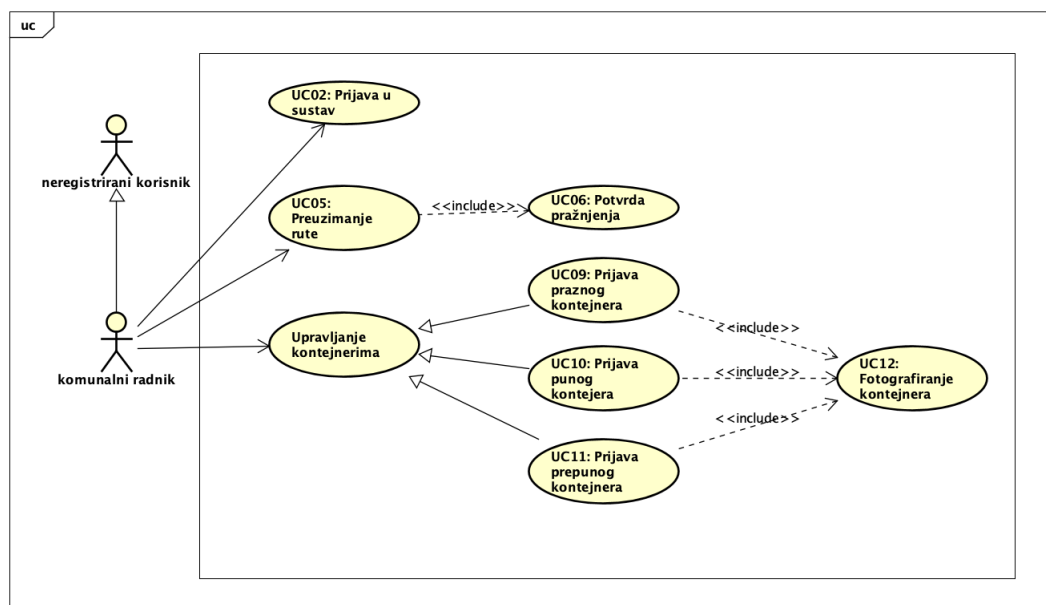 uc
UC02: Prijava u
sustav
neregistrirani korisnik
UC05:
Preuzimanje
rute
<<include>>
UC06: Potvrda
pražnjenja
UC09: Prijava
praznog
kontejnera
<<include>>
komunalni radnik
Upravljanje
kontejnerima
UC10: Prijava
punog
kontejera
<<include>>
UC12:
Fotografiranje
kontejnera
<<include>>
UC11: Prijava
prepunog
kontejnera